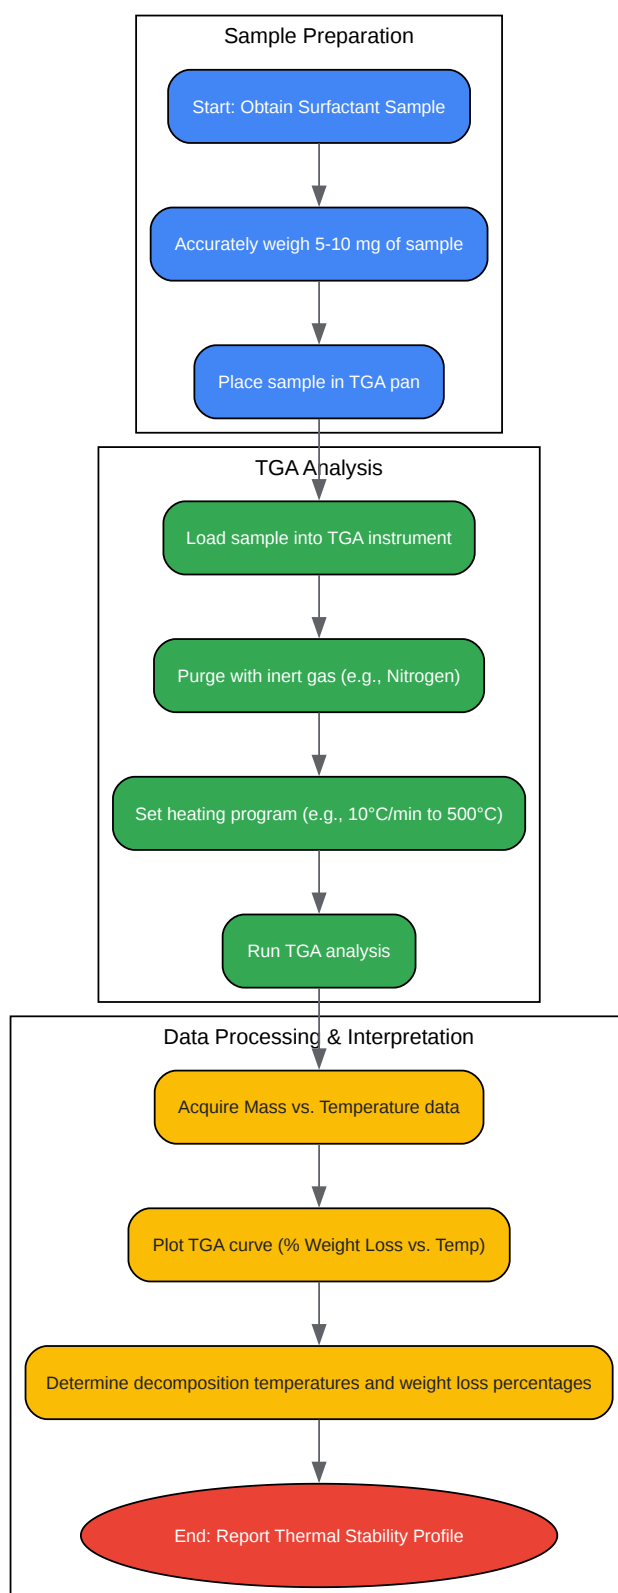 Sample Preparation
Start: Obtain Surfactant Sample
Accurately weigh 5-10 mg of sample
Place sample in TGA pan
TGA Analysis
Load sample into TGA instrument
Purge with inert gas (e.g., Nitrogen)
Set heating program (e.g., 10°C/min to 500°C)
Run TGA analysis
Data Processing & Interpretation
Acquire Mass vs. Temperature data
Plot TGA curve (% Weight Loss vs. Temp)
Determine decomposition temperatures and weight loss percentages
End: Report Thermal Stability Profile